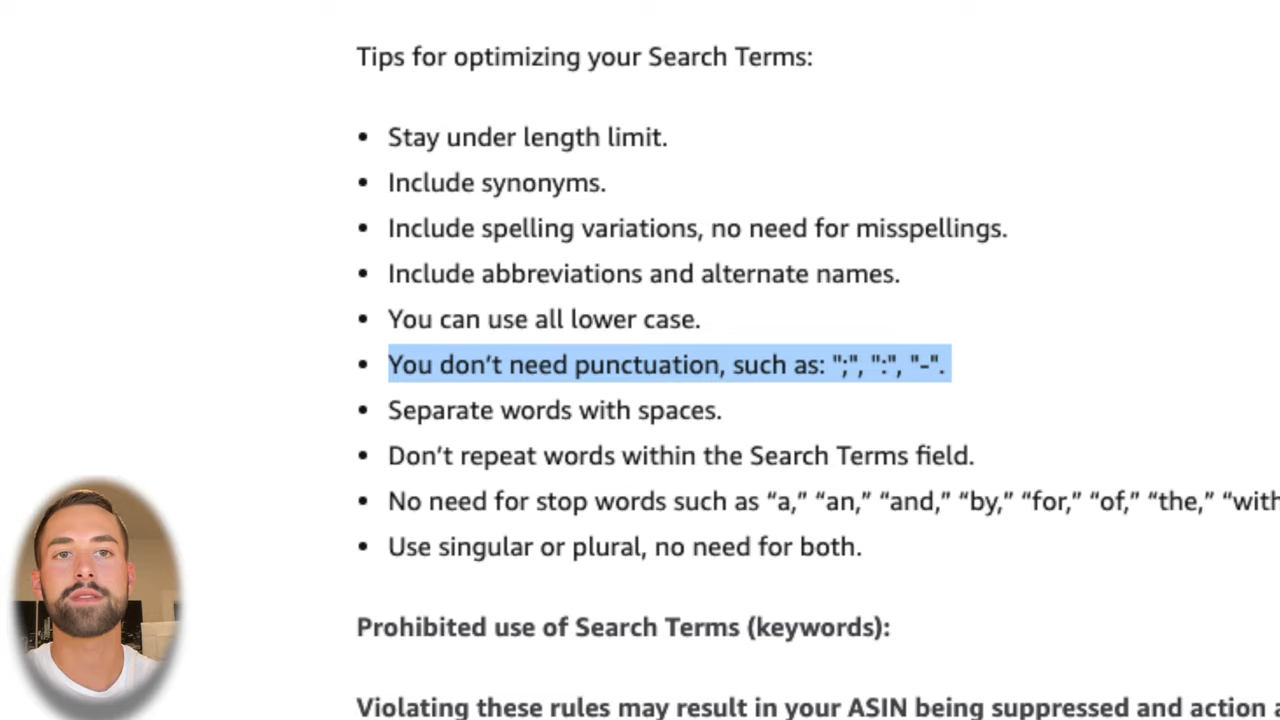 Tips for optimizing your Search Terms:
• Stay under length limit.
• Include synonyms.
• Include spelling variations, no need for misspellings.
• Include abbreviations and alternate names.
• You can use all lower case.
• You don’t need punctuation, such as: ";", ":", "-".
• Separate words with spaces.
• Don’t repeat words within the Search Terms field.
• No need for stop words such as “a,” “an,” “and,” “by,” “for,” “of,” “the,” “with
• Use singular or plural, no need for both.
Prohibited use of Search Terms (keywords):
Violating these rules may result in your ASIN being suppressed and action